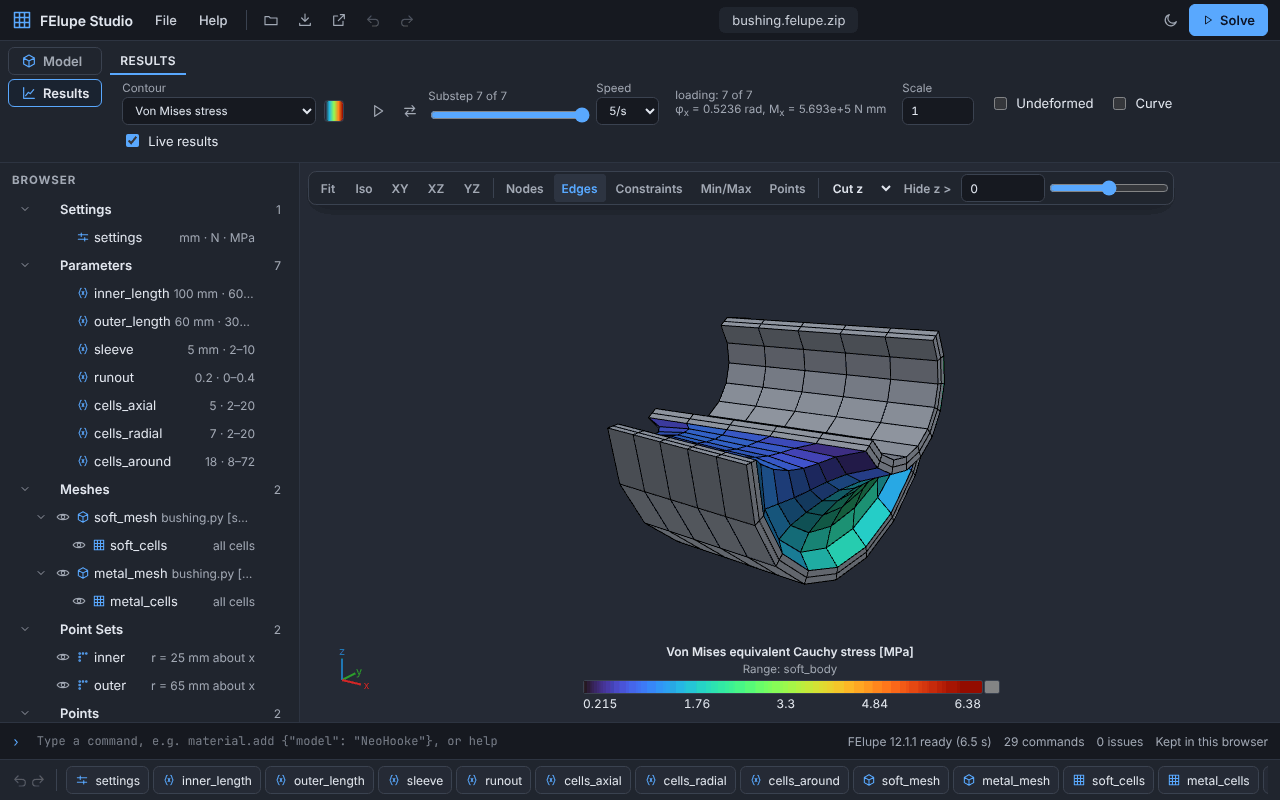 FElupe Studio File Help bushing.felupe.zip Solve
Model RESULTS
Results
Contour
Von Mises stress
Substep 7 of 7
Speed
5/s
loading: 7 of 7
φx = 0.5236 rad, Mx = 5.693e+5 N mm
Scale
1
Undeformed Curve
Live results
BROWSER
Settings 1
settings mm · N · MPa
Parameters 7
inner_length 100 mm · 60...
outer_length 60 mm · 30...
sleeve 5 mm · 2–10
runout 0.2 · 0–0.4
cells_axial 5 · 2–20
cells_radial 7 · 2–20
cells_around 18 · 8–72
Meshes 2
soft_mesh bushing.py [s...
soft_cells all cells
metal_mesh bushing.py [...
metal_cells all cells
Point Sets 2
inner r = 25 mm about x
outer r = 65 mm about x
Points 2
Fit Iso XY XZ YZ Nodes Edges Constraints Min/Max Points Cut z Hide z > 0
z
y
x
Von Mises equivalent Cauchy stress [MPa]
Range: soft_body
0.215 1.76 3.3 4.84 6.38
› Type a command, e.g. material.add {"model": "NeoHooke"}, or help
FElupe 12.1.1 ready (6.5 s) 29 commands 0 issues Kept in this browser
settings inner_length outer_length sleeve runout cells_axial cells_radial cells_around soft_mesh metal_mesh soft_cells metal_cells